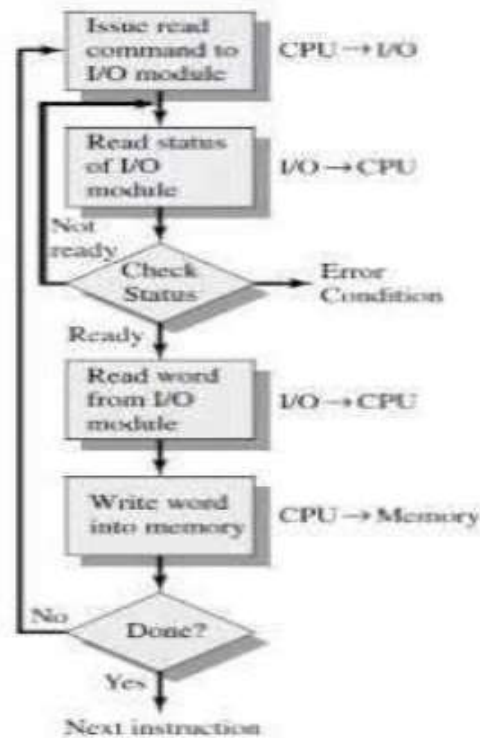 Issue read
command to
I/O module
CPU → I/O
Read status
of I/O
module
I/O → CPU
Not
ready
Check
Status
Error
Condition
Ready
Read word
from I/O
module
I/O → CPU
Write word
into memory
CPU → Memory
No
Done?
Yes
Next instruction